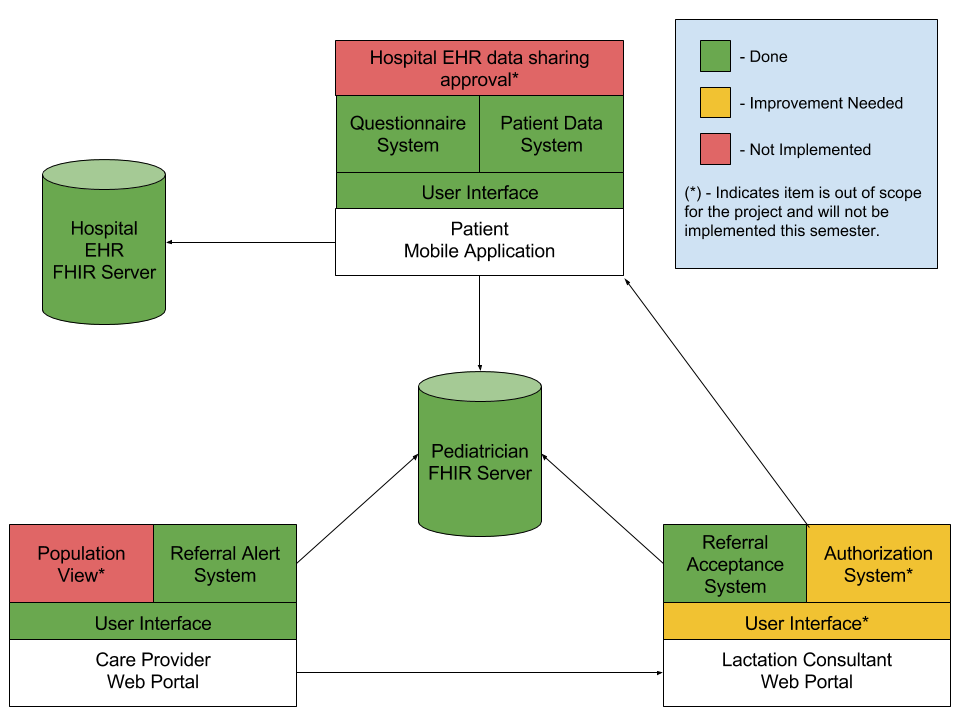 Hospital EHR data sharing
approval*
Questionnaire
System
Patient Data
System
User Interface
Patient
Mobile Application
- Done
- Improvement Needed
- Not Implemented
(*) - Indicates item is out of scope
for the project and will not be
implemented this semester.
Hospital
EHR
FHIR Server
Pediatrician
FHIR Server
Population
View*
Referral Alert
System
User Interface
Care Provider
Web Portal
Referral
Acceptance
System
Authorization
System*
User Interface*
Lactation Consultant
Web Portal